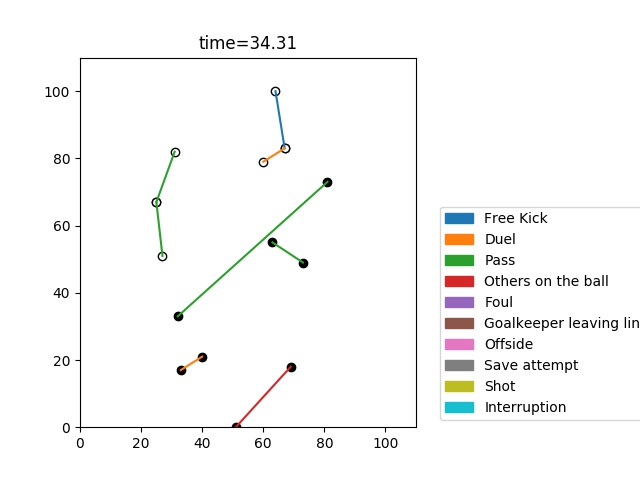 time=34.31
100
80
60
40
20
0
0 20 40 60 80 100
Free Kick
Duel
Pass
Others on the ball
Foul
Goalkeeper leaving lin
Offside
Save attempt
Shot
Interruption